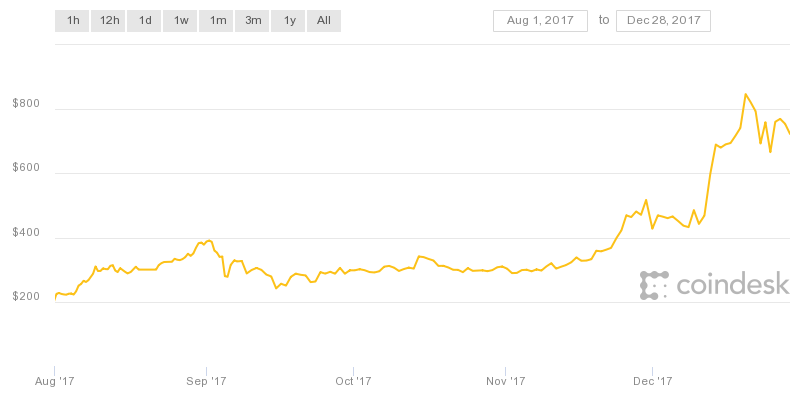 1h 12h 1d 1w 1m 3m 1y All Aug 1, 2017 to Dec 28, 2017
$800
$600
$400
coindesk
$200
Aug '17 Sep '17 Oct '17 Nov '17 Dec '17